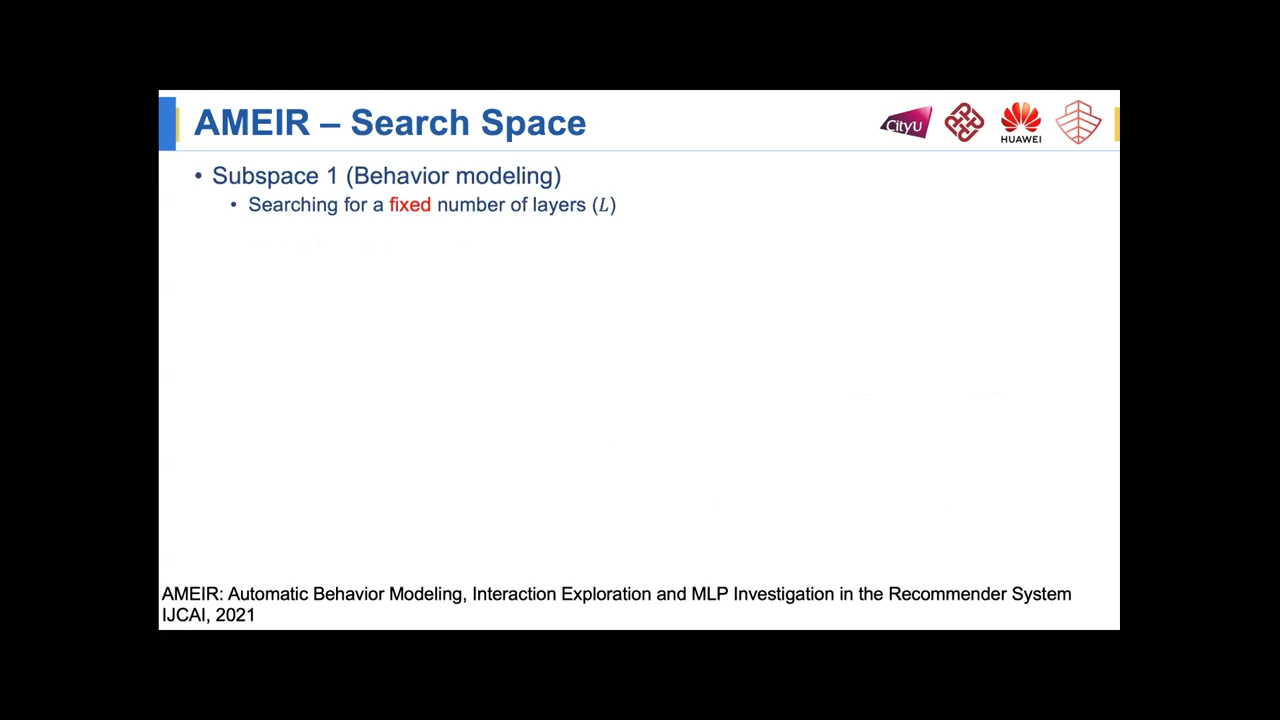 AMEIR – Search Space
CityU
HUAWEI
• Subspace 1 (Behavior modeling)
• Searching for a fixed number of layers (L)
AMEIR: Automatic Behavior Modeling, Interaction Exploration and MLP Investigation in the Recommender System
IJCAI, 2021